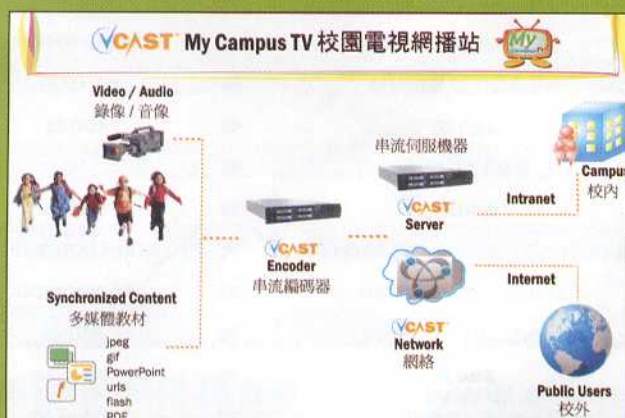 VCAST My Campus TV 校園電視網播站
My
Video / Audio
錄像 / 音像
串流伺服機器
Campus
校內
Intranet
VCAST
Server
VCAST
Encoder
串流編碼器
Synchronized Content
多媒體教材
Internet
VCAST
Network
網絡
jpeg
gif
PowerPoint
urls
flash
PDF
Public Users
校外